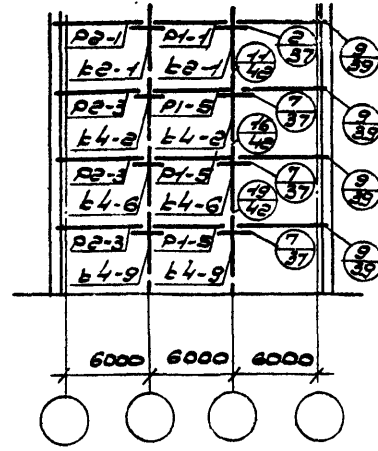 Р2-1 Р1-1 2/37 9/39
К2-1 К2-1 11/42
Р2-3 Р1-5 7/37 9/39
К4-2 К4-2 16/42
Р2-3 Р1-5 7/37 9/39
К4-6 К4-6 19/42
Р2-3 Р1-5 7/37 9/39
К4-9 К4-9
6000 6000 6000